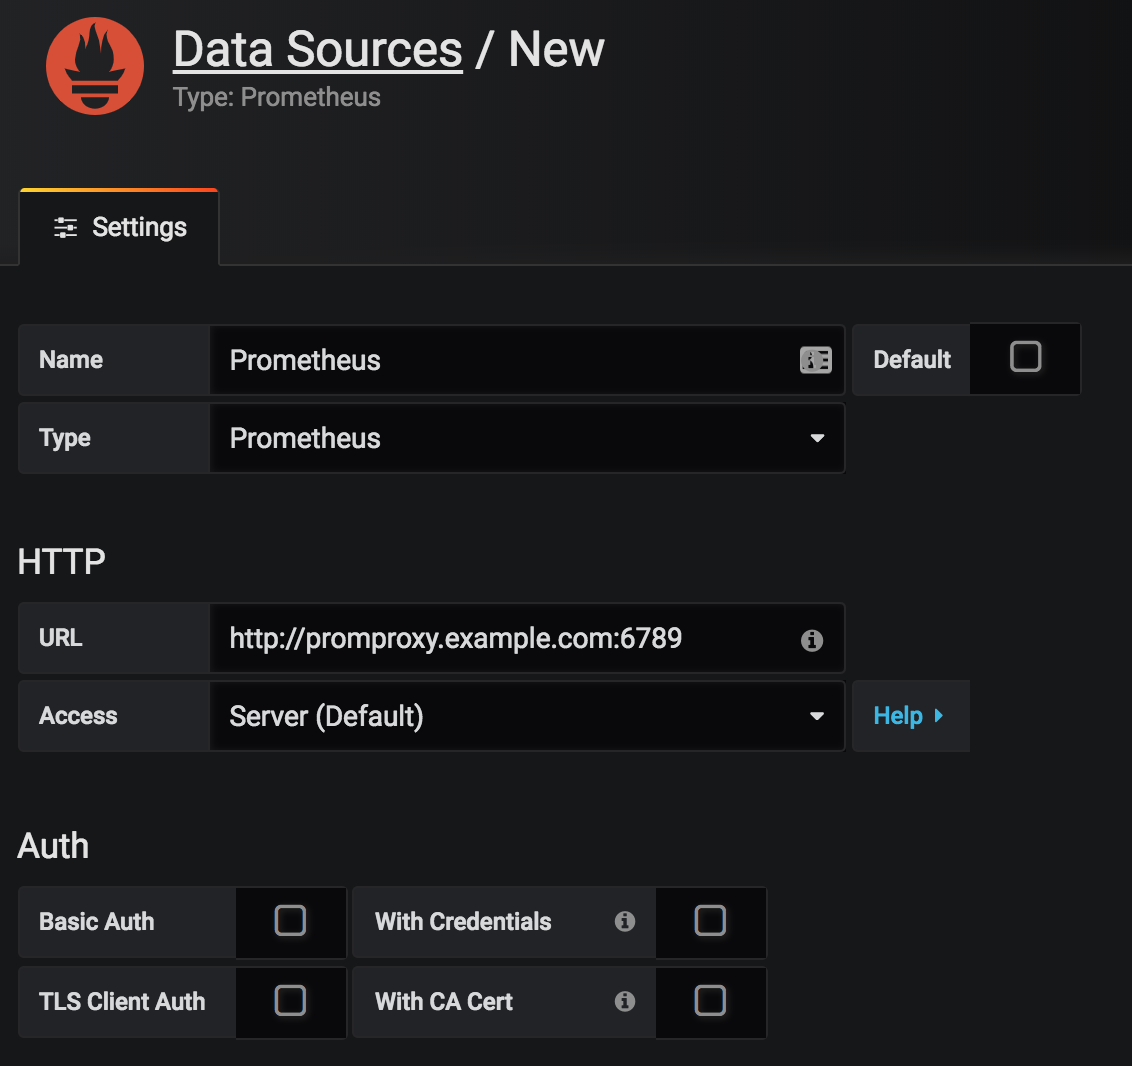 Data Sources / New
Type: Prometheus
Settings
Name Prometheus Default
Type Prometheus
HTTP
URL http://promproxy.example.com:6789
Access Server (Default) Help
Auth
Basic Auth With Credentials
TLS Client Auth With CA Cert